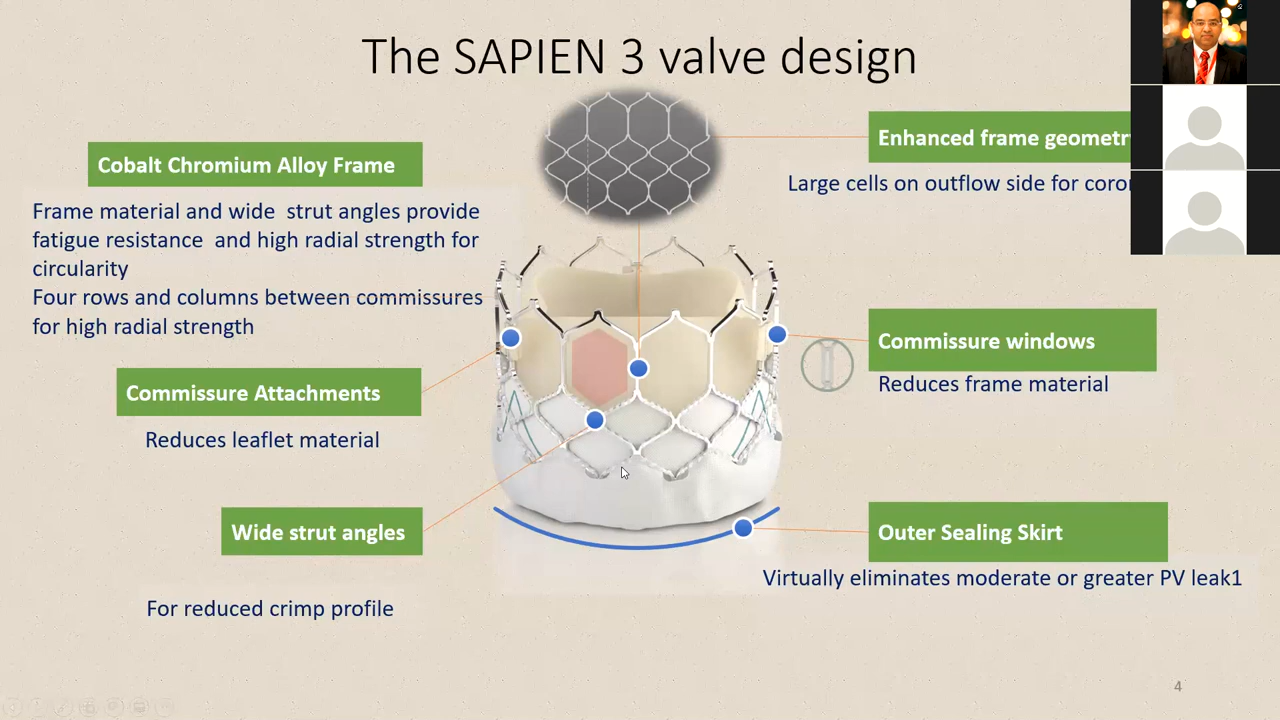 The SAPIEN 3 valve design
Cobalt Chromium Alloy Frame
Frame material and wide strut angles provide
fatigue resistance and high radial strength for
circularity
Four rows and columns between commissures
for high radial strength
Commissure Attachments
Reduces leaflet material
Wide strut angles
For reduced crimp profile
Enhanced frame
Large cells on outflow side for
Commissure windows
Reduces frame material
Outer Sealing Skirt
Virtually eliminates moderate or greater PV leak1
4